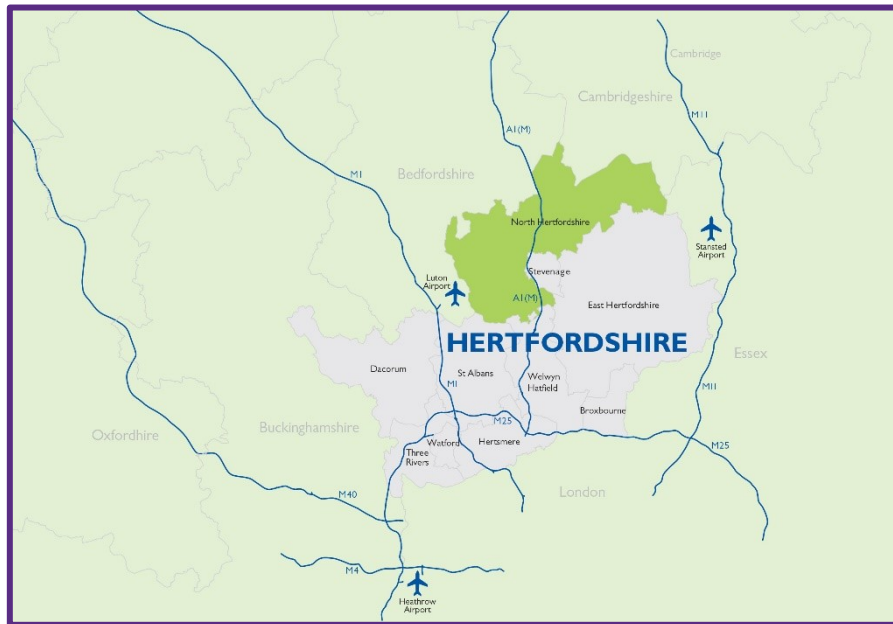 Cambridge
Cambridgeshire
M11
A1(M)
M1
Bedfordshire
North Hertfordshire
Stansted
Airport
Stevenage
Luton
Airport
A1(M)
East Hertfordshire
HERTFORDSHIRE
Essex
Dacorum
St Albans
M1
Welwyn
Hatfield
M11
Broxbourne
M25
Oxfordhire
Buckinghamshire
Watford
Hertsmere
M25
Three
Rivers
London
M40
M4
Heathrow
Airport